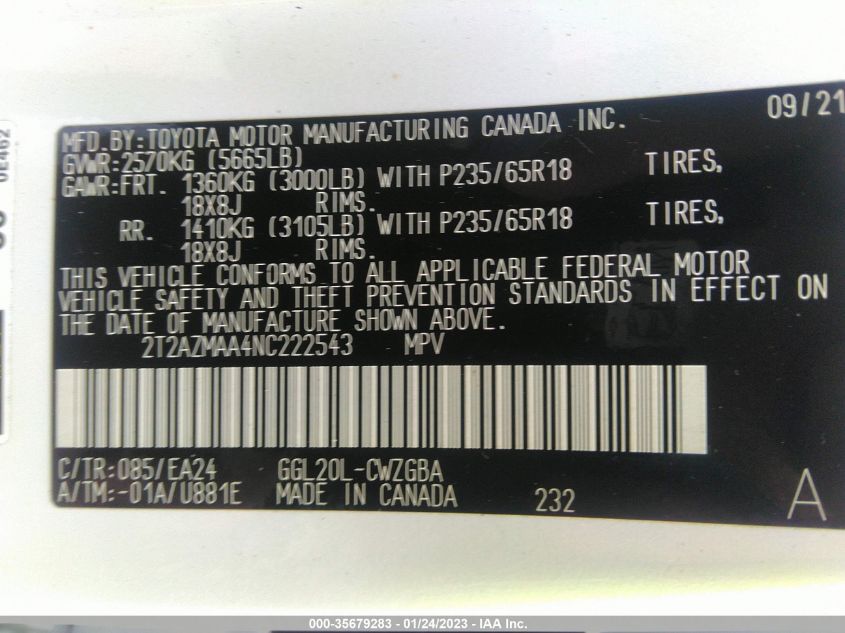 09/21
MFD.BY:TOYOTA MOTOR MANUFACTURING CANADA INC.
GVWR:2570KG (5665LB)
GAWR:FRT. 1360KG (3000LB) WITH P235/65R18 TIRES,
18X8J RIMS.
RR. 1410KG (3105LB) WITH P235/65R18 TIRES,
18X8J RIMS.
THIS VEHICLE CONFORMS TO ALL APPLICABLE FEDERAL MOTOR
VEHICLE SAFETY AND THEFT PREVENTION STANDARDS IN EFFECT ON
THE DATE OF MANUFACTURE SHOWN ABOVE.
2T2AZMAA4NC222543 MPV
C/TR:085/EA24 GGL20L-CWZGBA
A/TM:-01A/U881E MADE IN CANADA 232 A
0E462
000-35679283 - 01/24/2023 - IAA Inc.